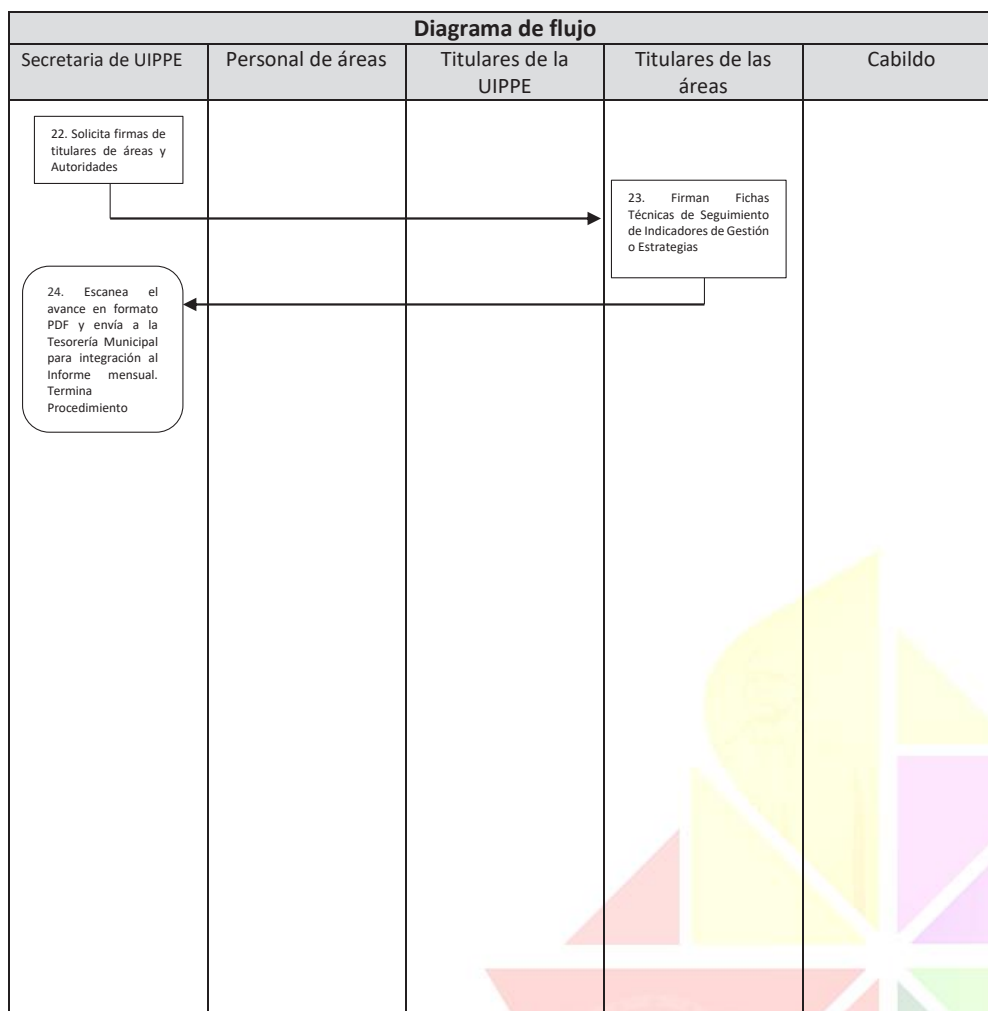 Diagrama de flujo
Secretaria de UIPPE
Personal de áreas
Titulares de la
UIPPE
Titulares de las
áreas
Cabildo
22. Solicita firmas de
titulares de áreas y
Autoridades
23. Firman Fichas
Técnicas de Seguimiento
de Indicadores de Gestión
o Estrategias
24. Escanea el
avance en formato
PDF y envía a la
Tesorería Municipal
para integración al
Informe mensual.
Termina
Procedimiento